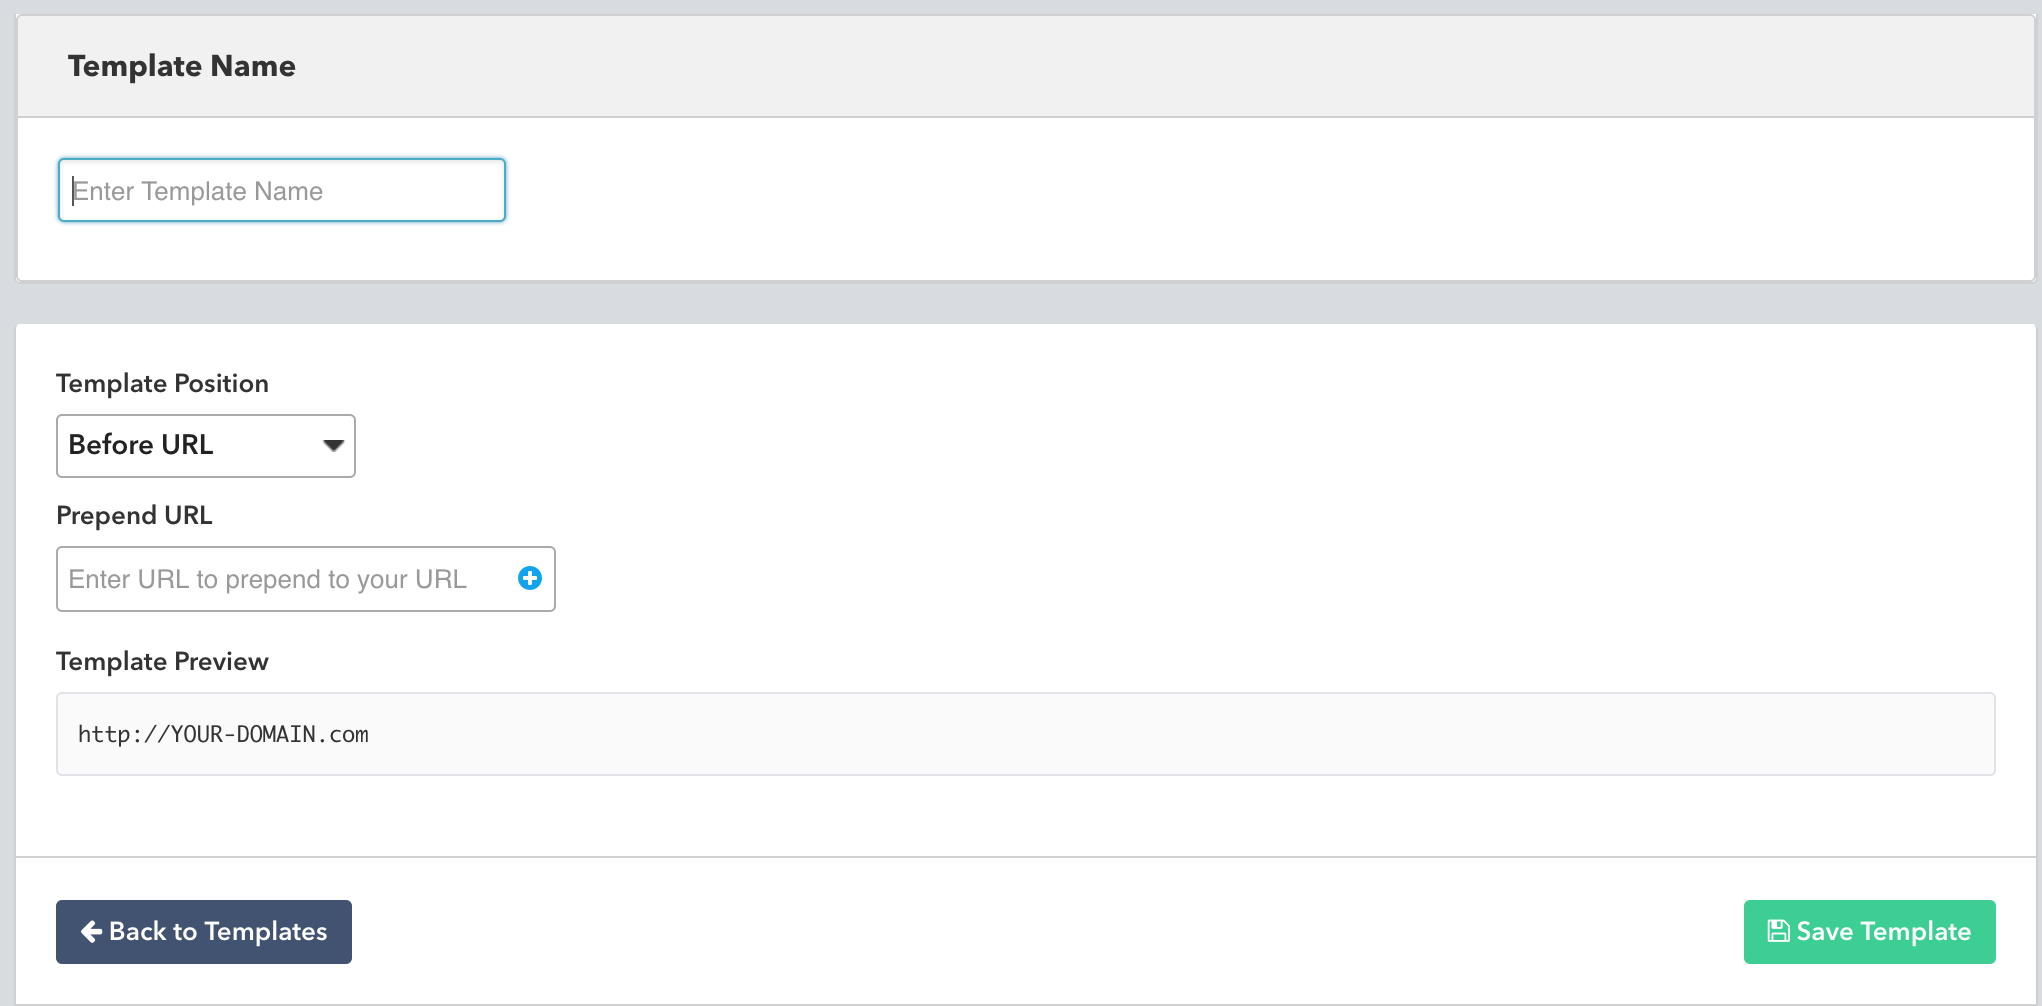 Template Name
Enter Template Name
Template Position
Before URL
Prepend URL
Enter URL to prepend to your URL
Template Preview
http://YOUR-DOMAIN.com
Back to Templates
Save Template